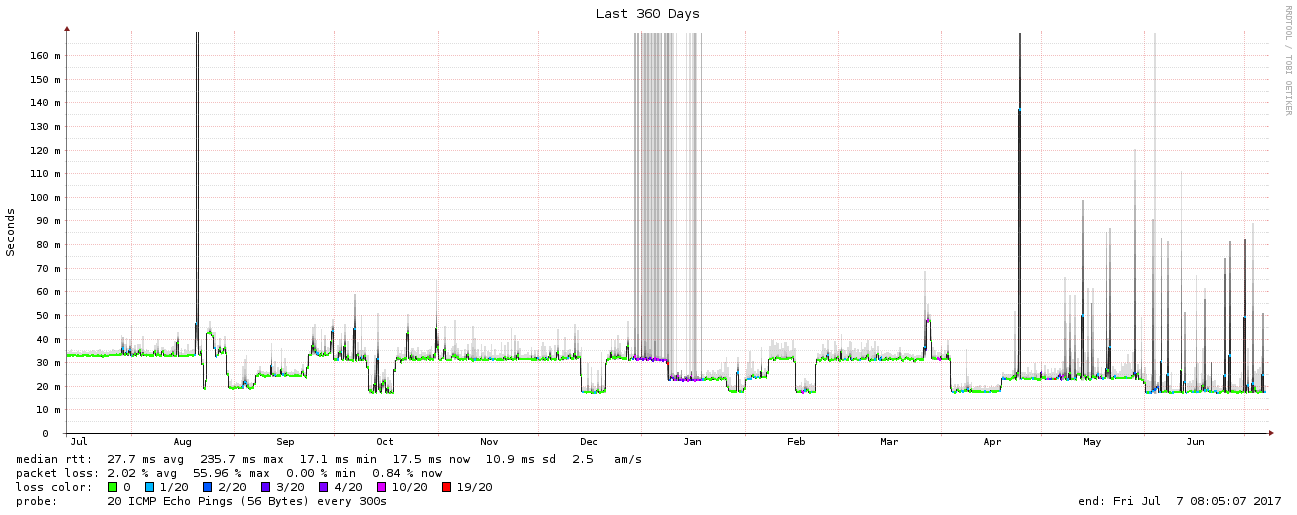 Last 360 Days
RRDTOOL / TOBI OETIKER
Seconds
160 m
150 m
140 m
130 m
120 m
110 m
100 m
90 m
80 m
70 m
60 m
50 m
40 m
30 m
20 m
10 m
0
Jul Aug Sep Oct Nov Dec Jan Feb Mar Apr May Jun
median rtt: 27.7 ms avg 235.7 ms max 17.1 ms min 17.5 ms now 10.9 ms sd 2.5 am/s
packet loss: 2.02 % avg 55.96 % max 0.00 % min 0.84 % now
loss color: 0 1/20 2/20 3/20 4/20 10/20 19/20
probe: 20 ICMP Echo Pings (56 Bytes) every 300s end: Fri Jul 7 08:05:07 2017